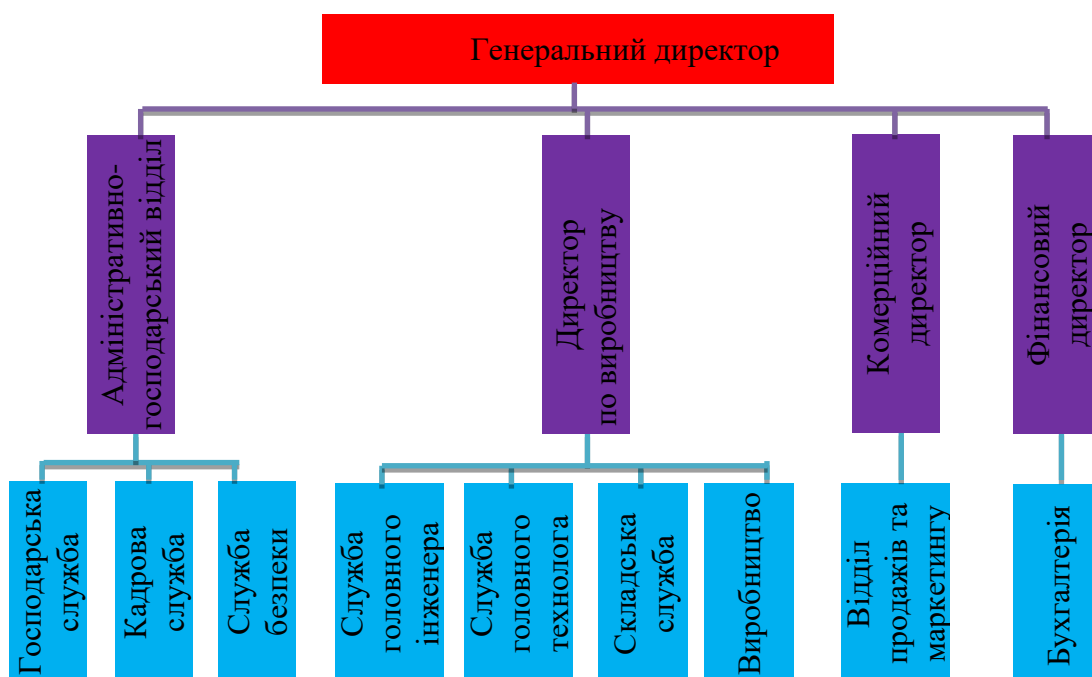 Генеральний директор
Адміністративно-
господарський відділ
Директор
по виробництву
Комерційний
директор
Фінансовий
директор
Господарська
служба
Кадрова
служба
Служба
безпеки
Служба
головного
інженера
Служба
головного
технолога
Складська
служба
Виробництво
Відділ
продажів та
маркетингу
Бухгалтерія